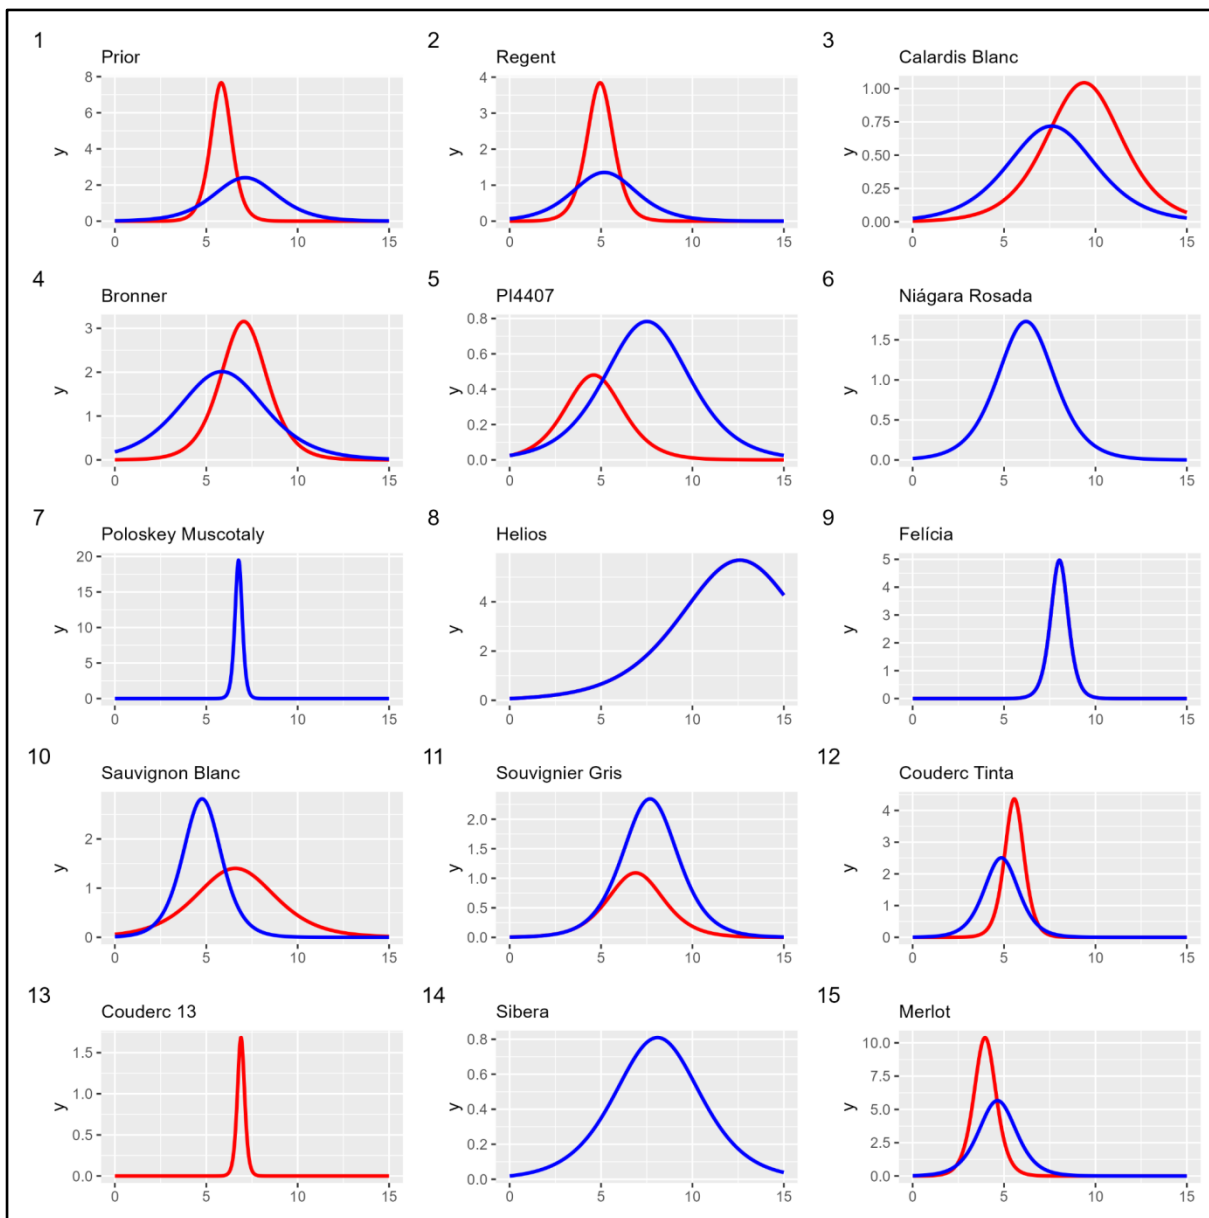 1 2 3
Prior Regent Calardis Blanc
8 6 4 2 0 y
0 5 10 15
4 3 2 1 0 y
0 5 10 15
1.00 0.75 0.50 0.25 0.00 y
0 5 10 15
4 5 6
Bronner PI4407 Niágara Rosada
3 2 1 0 y
0 5 10 15
0.8 0.6 0.4 0.2 0.0 y
0 5 10 15
1.5 1.0 0.5 0.0 y
0 5 10 15
7 8 9
Poloskey Muscotaly Helios Felícia
20 15 10 5 0 y
0 5 10 15
4 2 0 y
0 5 10 15
5 4 3 2 1 0 y
0 5 10 15
10 11 12
Sauvignon Blanc Souvignier Gris Couderc Tinta
2 1 0 y
0 5 10 15
2.0 1.5 1.0 0.5 0.0 y
0 5 10 15
4 3 2 1 0 y
0 5 10 15
13 14 15
Couderc 13 Sibera Merlot
1.5 1.0 0.5 0.0 y
0 5 10 15
0.8 0.6 0.4 0.2 0.0 y
0 5 10 15
10.0 7.5 5.0 2.5 0.0 y
0 5 10 15